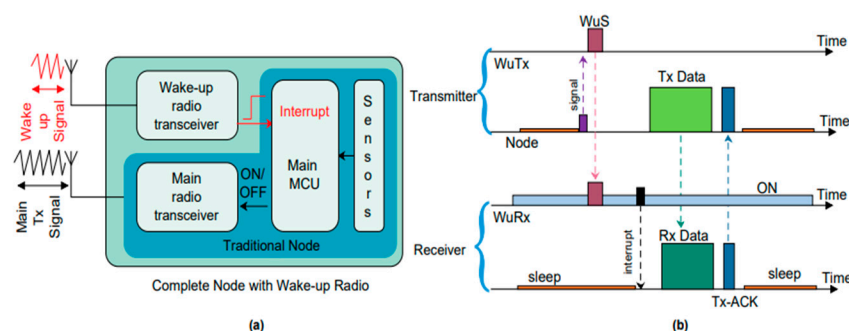 Wake
up
Signal
Main
Tx
Signal
Wake-up
radio
transceiver
Interrupt
Main
MCU
Sensors
Main
radio
transceiver
ON/
OFF
Traditional Node
Complete Node with Wake-up Radio
(a)
WuS
Time
WuTx
Transmitter
signal
Tx Data
Time
Node
ON
Time
WuRx
Receiver
interrupt
Rx Data
sleep
sleep
Time
Tx-ACK
(b)